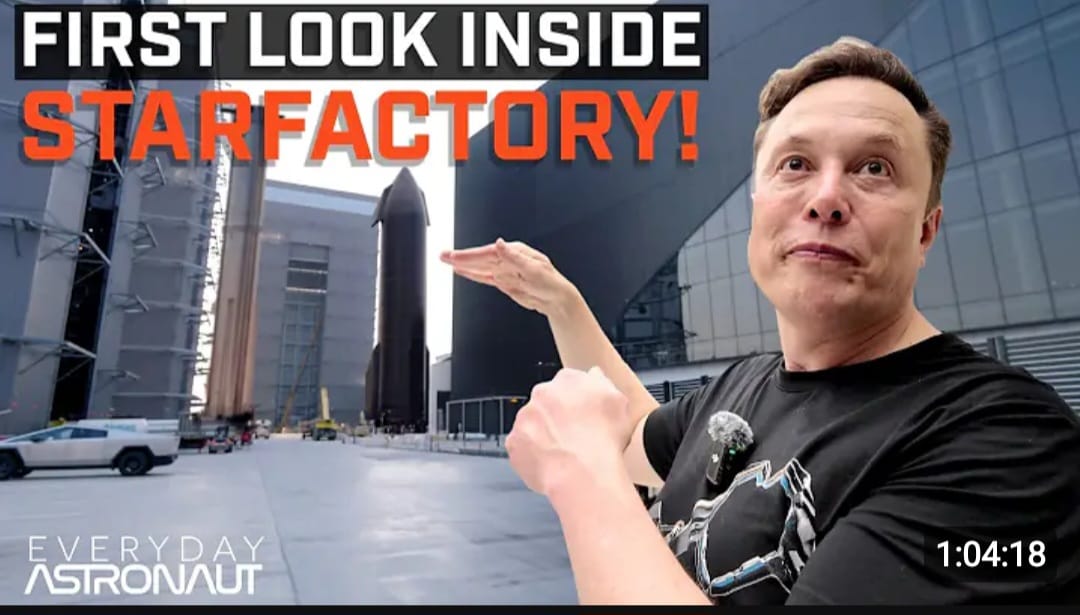 FIRST LOOK INSIDE
STARFACTORY!
EVERYDAY
ASTRONAUT
1:04:18